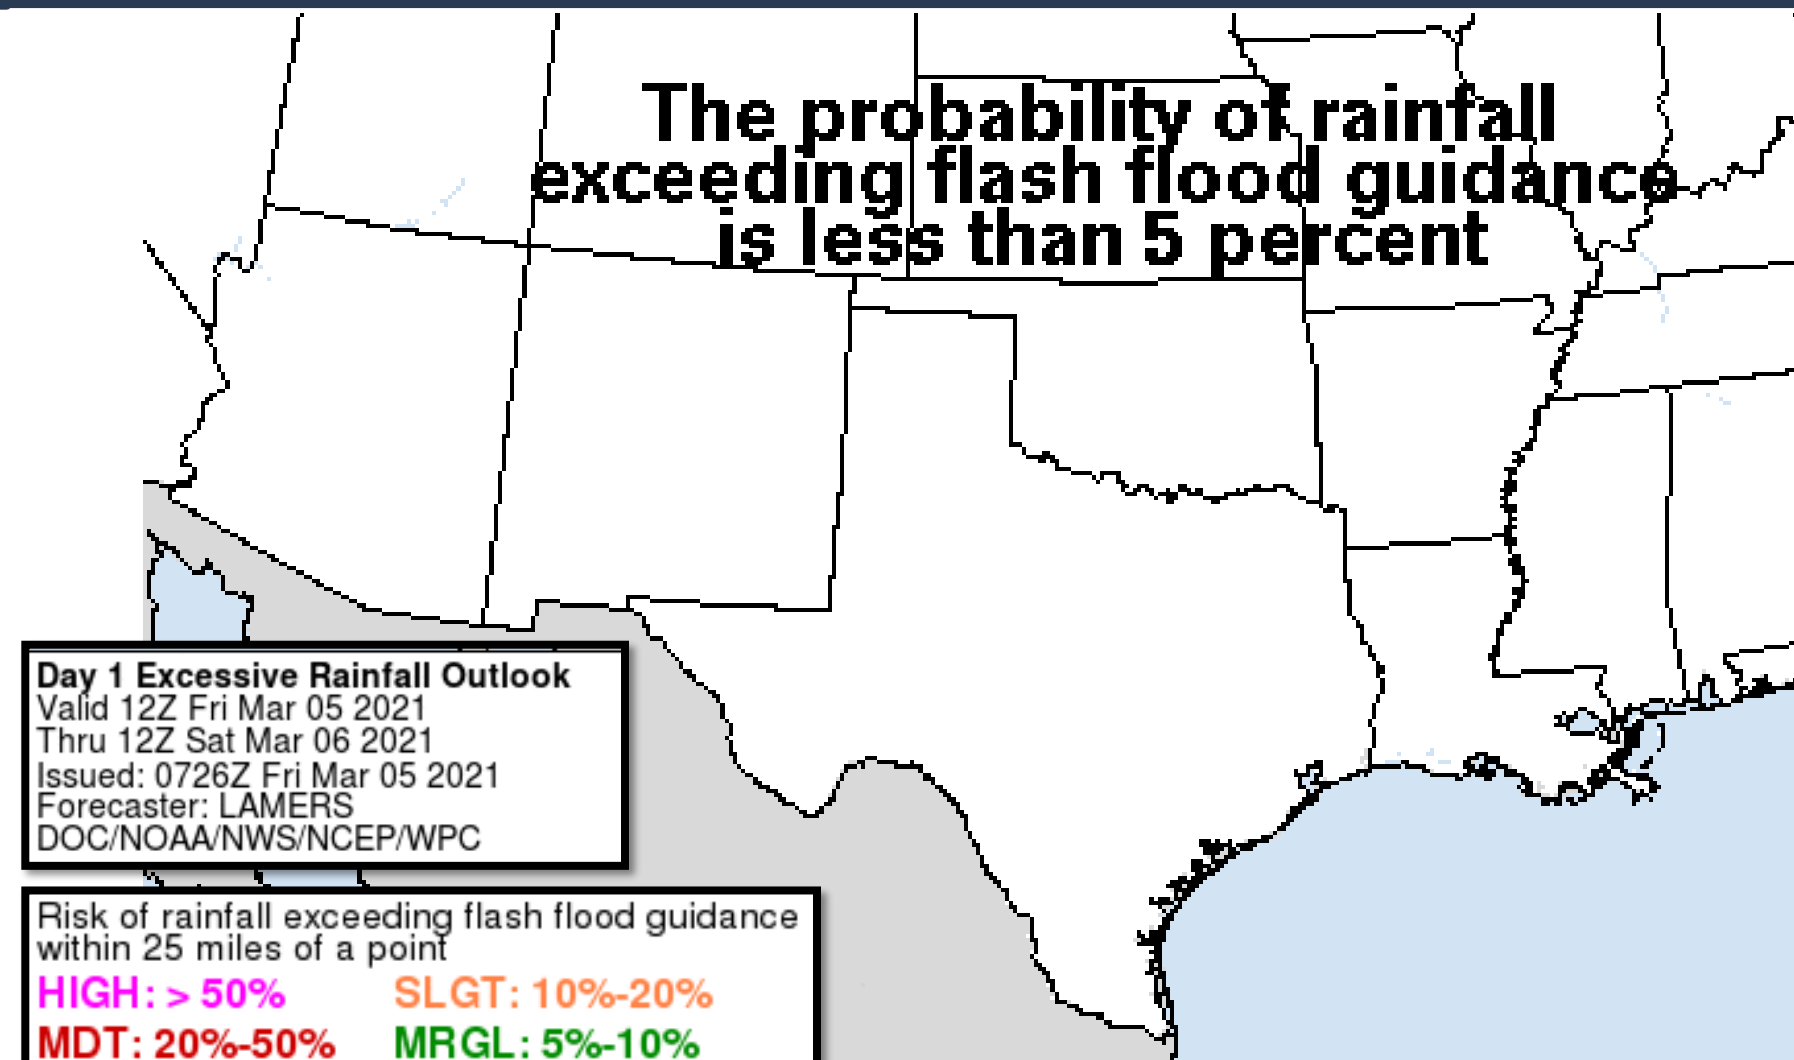 The probability of rainfall
exceeding flash flood guidance
is less than 5 percent
Day 1 Excessive Rainfall Outlook
Valid 12Z Fri Mar 05 2021
Thru 12Z Sat Mar 06 2021
Issued: 0726Z Fri Mar 05 2021
Forecaster: LAMERS
DOC/NOAA/NWS/NCEP/WPC
Risk of rainfall exceeding flash flood guidance
within 25 miles of a point
HIGH: > 50% SLGT: 10%-20%
MDT: 20%-50% MRGL: 5%-10%